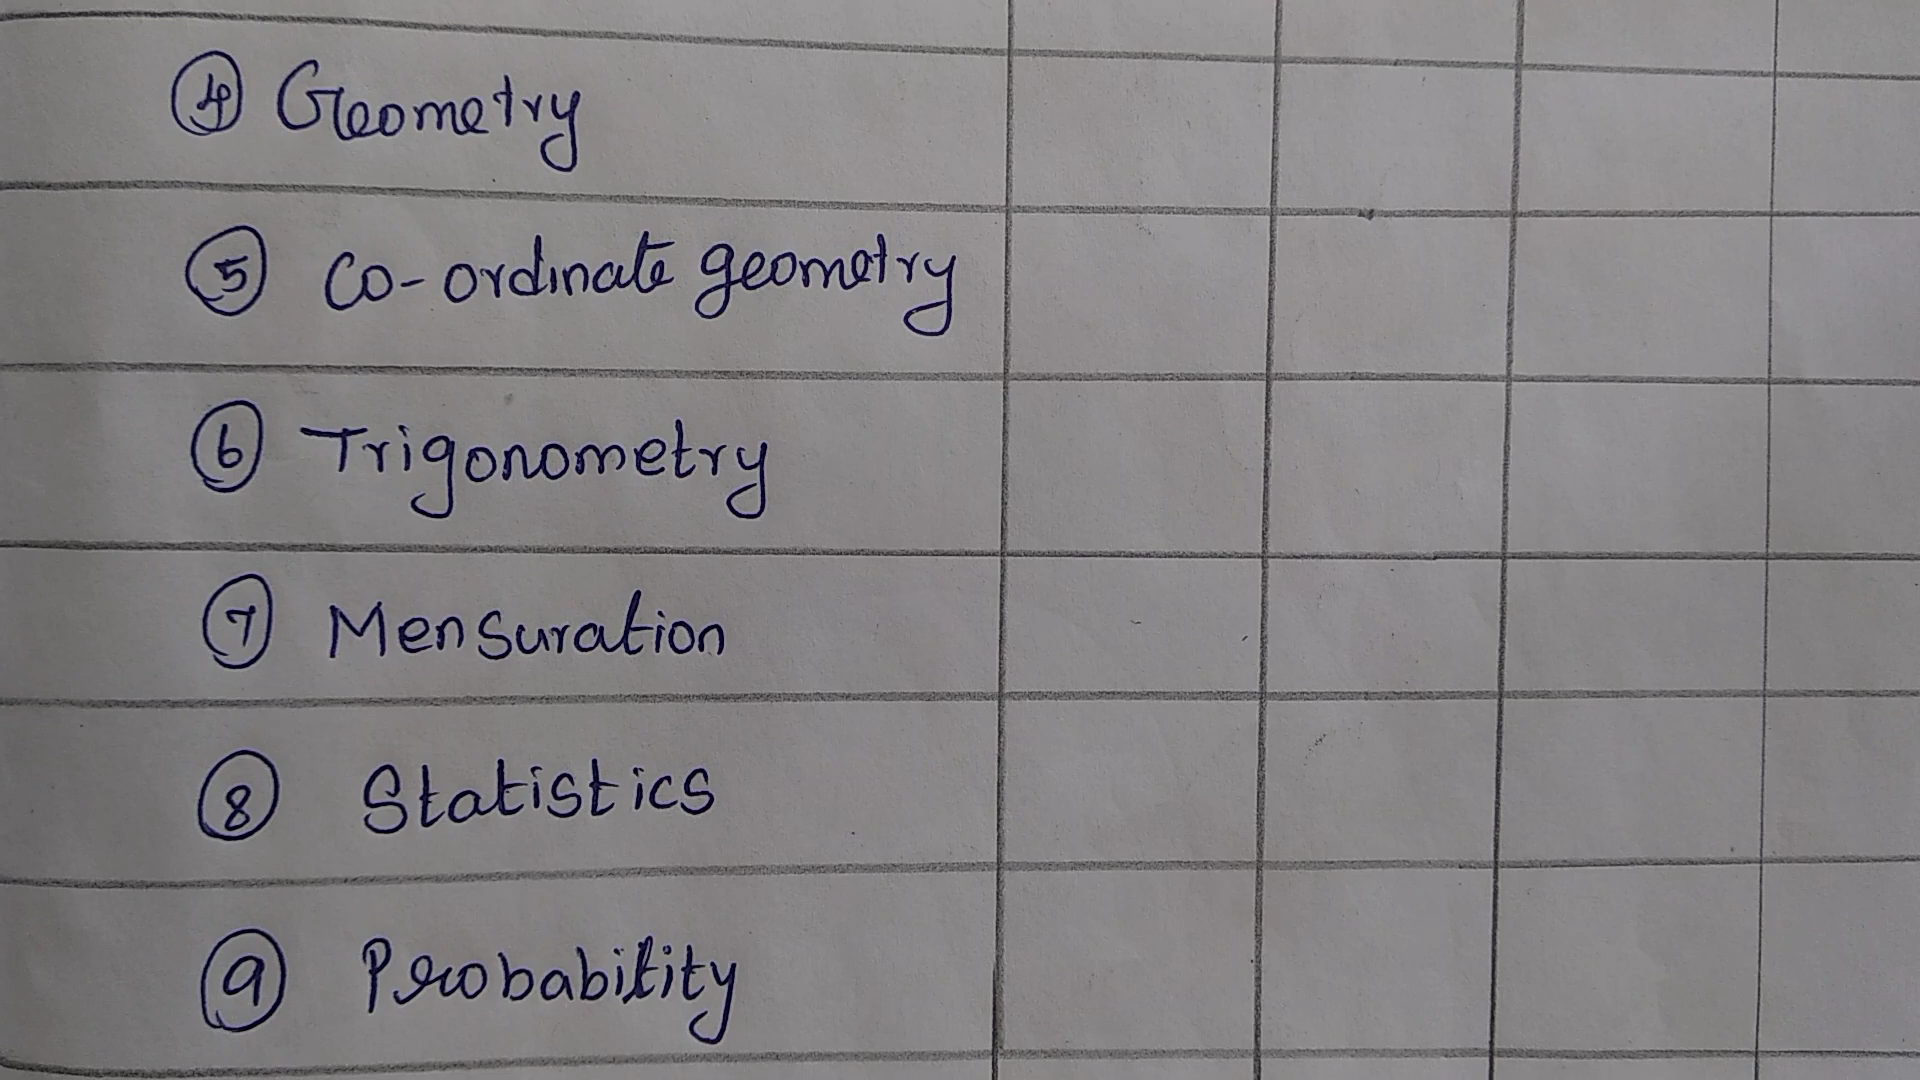 ④ Geometry
⑤ Co-ordinate geometry
⑥ Trigonometry
⑦ Mensuration
⑧ Statistics
⑨ Probability